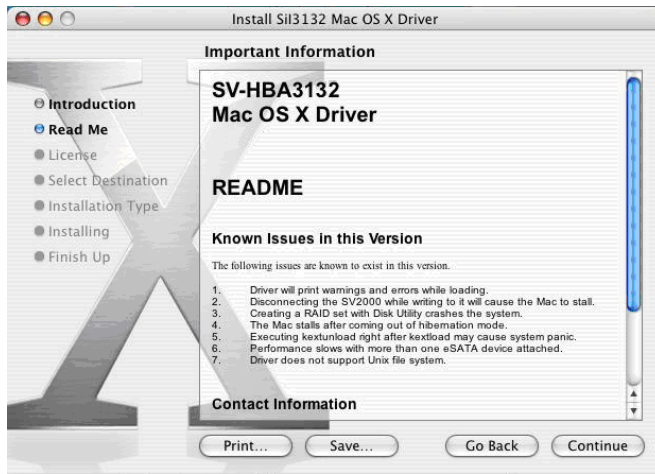 Install SiI3132 Mac OS X Driver
Important Information
Introduction
Read Me
License
Select Destination
Installation Type
Installing
Finish Up
SV-HBA3132
Mac OS X Driver
README
Known Issues in this Version
The following issues are known to exist in this version.
1. Driver will print warnings and errors while loading.
2. Disconnecting the SV2000 while writing to it will cause the Mac to stall.
3. Creating a RAID set with Disk Utility crashes the system.
4. The Mac stalls after coming out of hibernation mode.
5. Executing kextunload right after kextload may cause system panic.
6. Performance slows with more than one eSATA device attached.
7. Driver does not support Unix file system.
Contact Information
Print...
Save...
Go Back
Continue